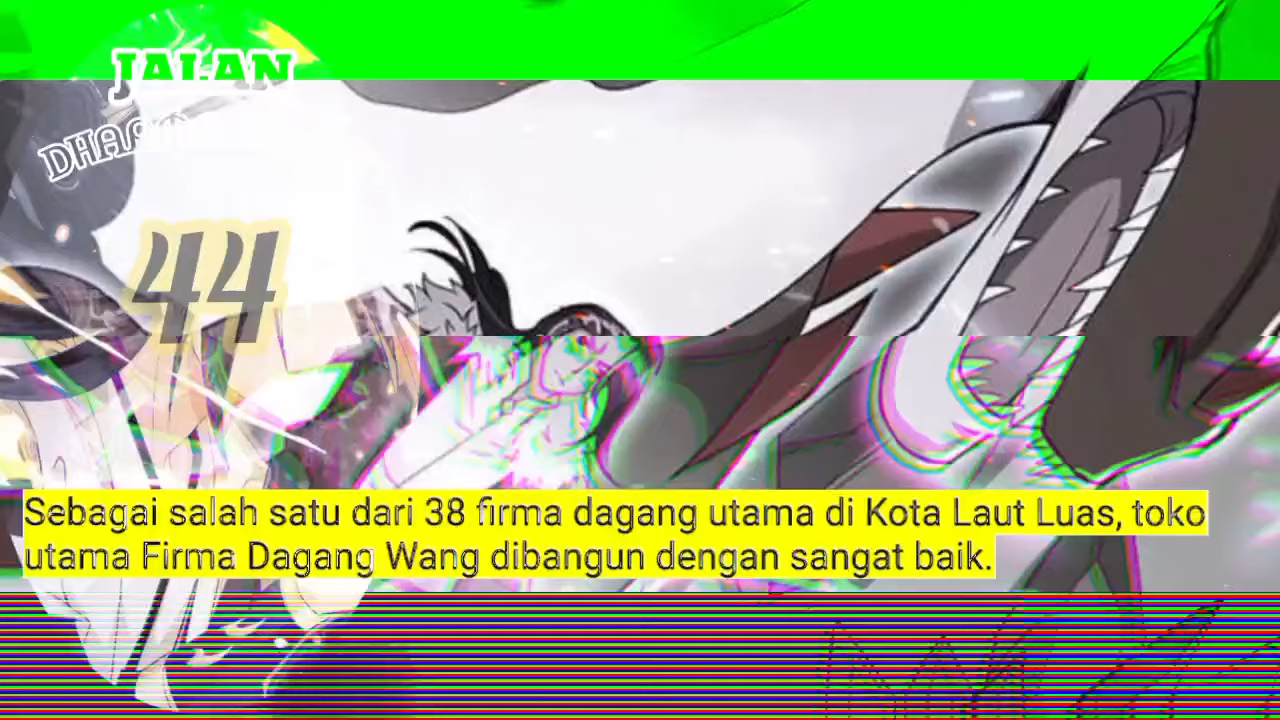 JALAN
44
Sebagai salah satu dari 38 firma dagang utama di Kota Laut Luas, toko
utama Firma Dagang Wang dibangun dengan sangat baik.